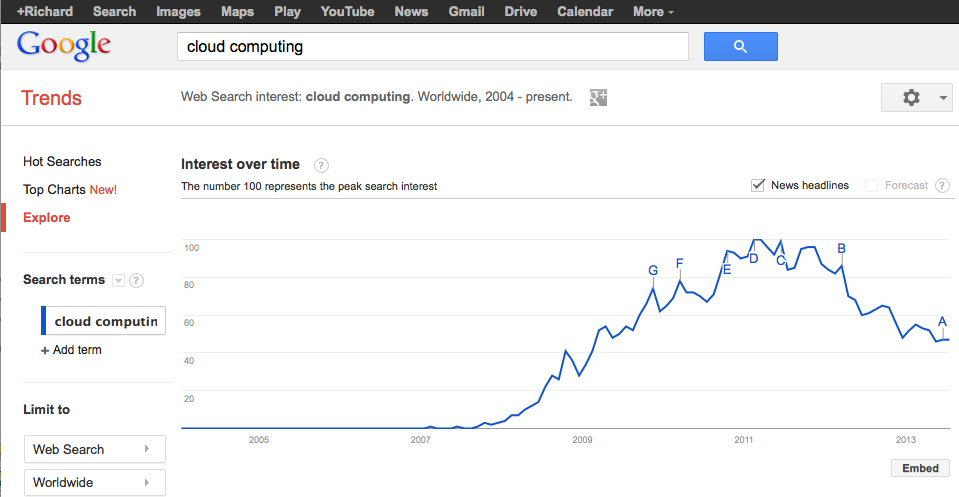 +Richard Search Images Maps Play YouTube News Gmail Drive Calendar More
Google cloud computing
Trends Web Search interest: cloud computing. Worldwide, 2004 - present. g+
Hot Searches
Top Charts New!
Explore
Search terms ?
cloud computin
+ Add term
Limit to
Web Search
Worldwide
Interest over time ?
The number 100 represents the peak search interest
News headlines Forecast ?
100
80
60
40
20
G F E D C B A
2005 2007 2009 2011 2013
Embed